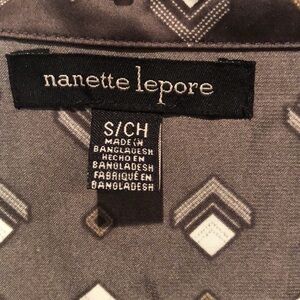 nanette lepore
S/CH
MADE IN
BANGLADESH
HECHO EN
BANGLADESH
FABRIQUÉ EN
BANGLADESH